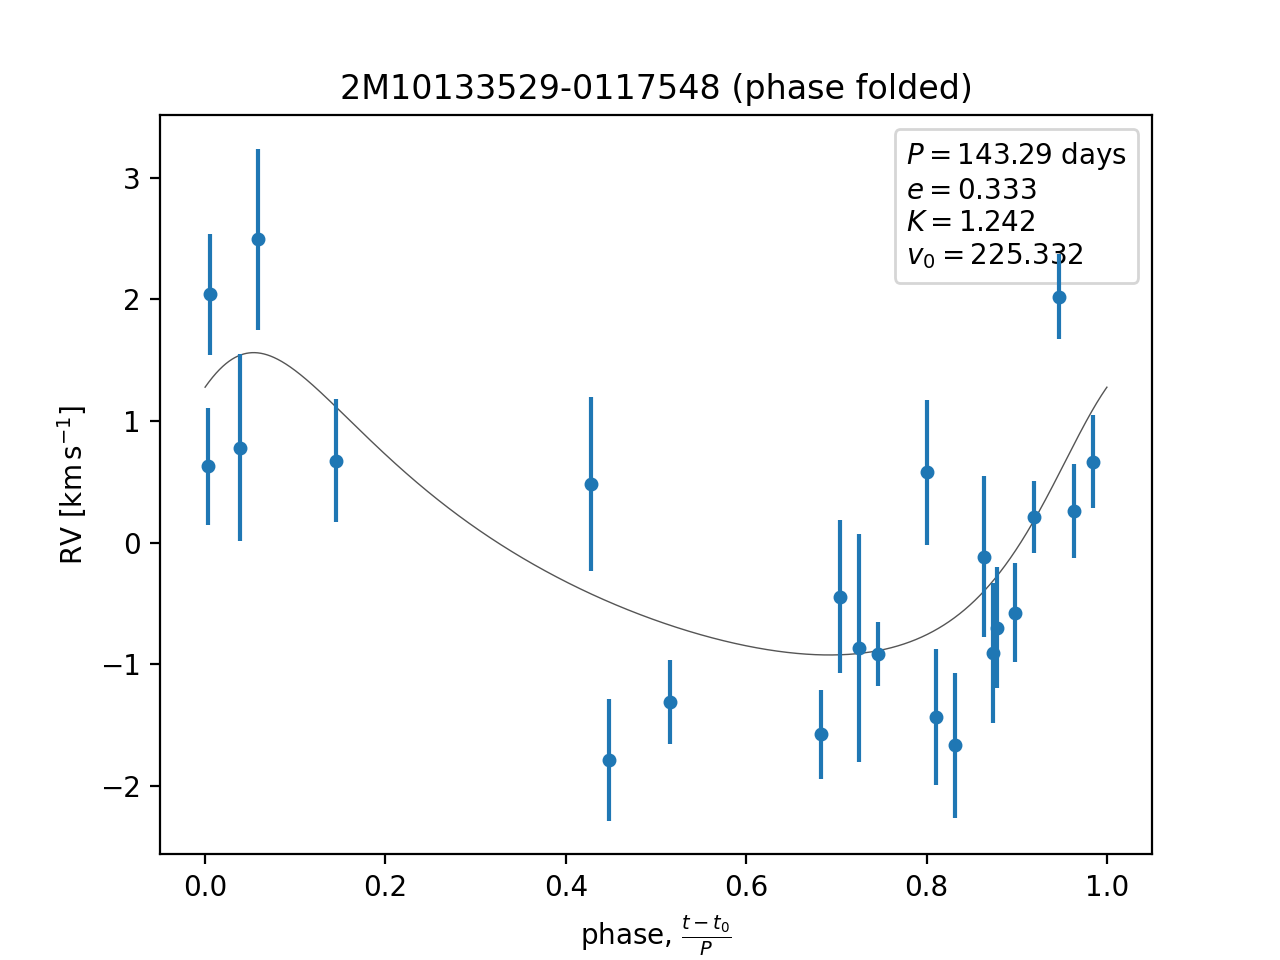 2M10133529-0117548 (phase folded)
P = 143.29 days
e = 0.333
K = 1.242
v₀ = 225.332
RV [km s⁻¹]
3
2
1
0
−1
−2
0.0 0.2 0.4 0.6 0.8 1.0
phase, (t − t₀)/P